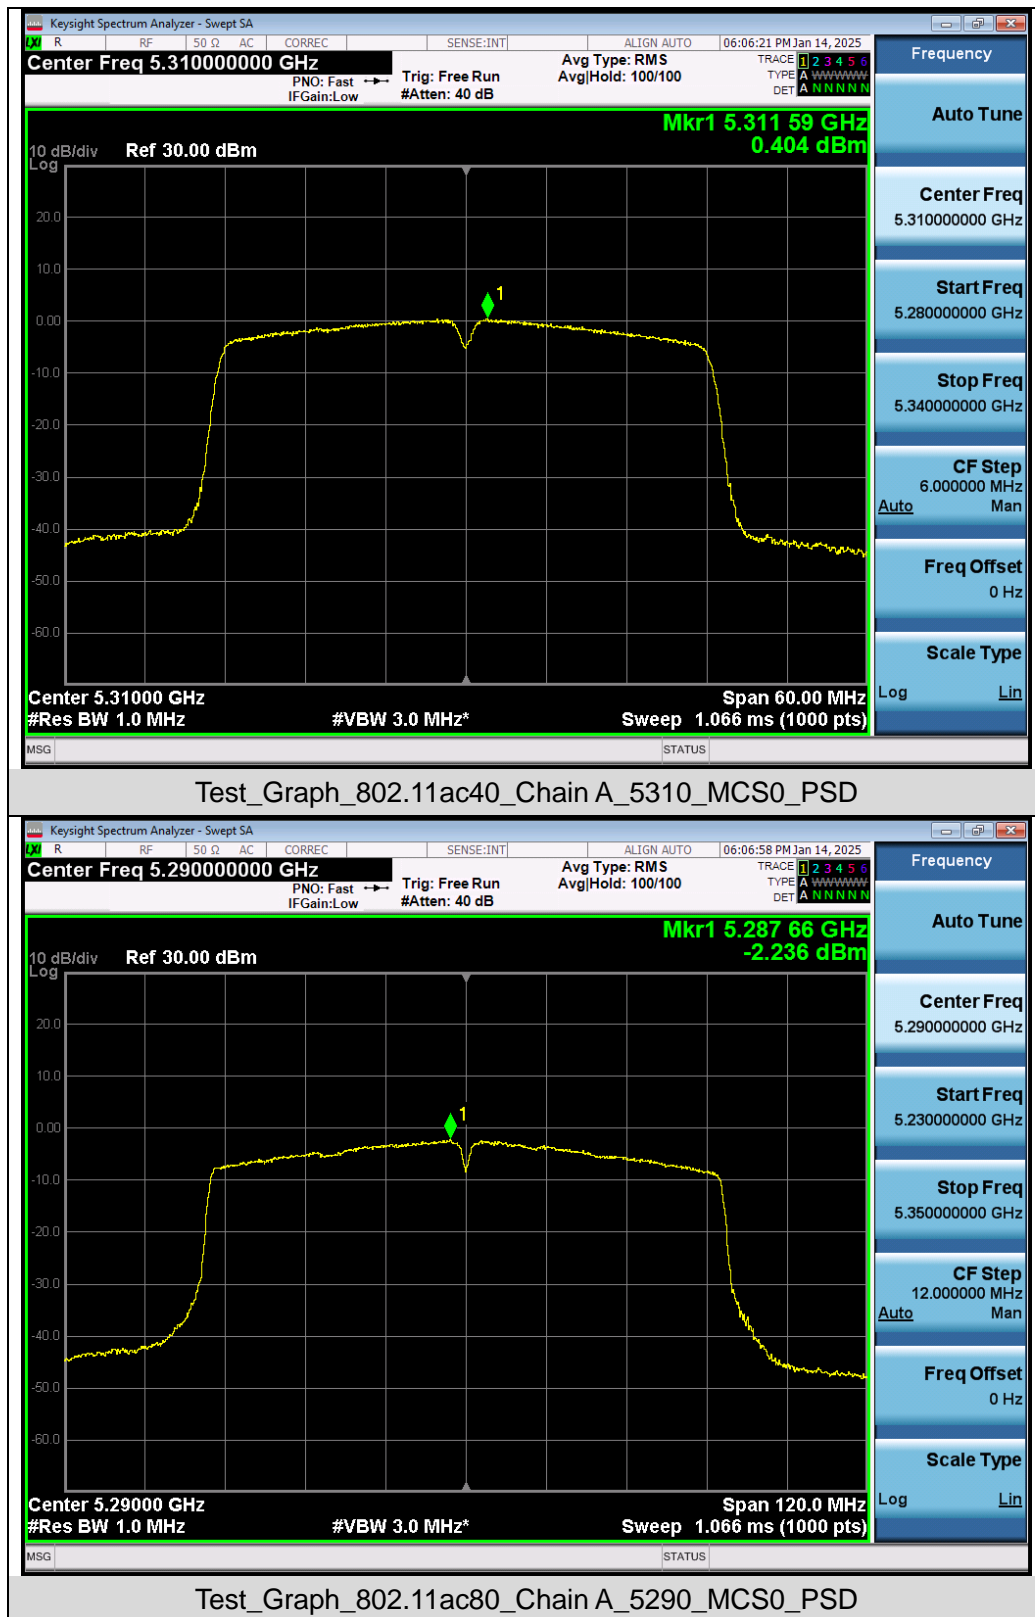 Keysight Spectrum Analyzer - Swept SA
LXI R RF 50 Ω AC CORREC SENSE:INT ALIGN AUTO 06:06:21 PM Jan 14, 2025
Center Freq 5.310000000 GHz
PNO: Fast
IFGain:Low
Trig: Free Run
#Atten: 40 dB
Avg Type: RMS
Avg|Hold: 100/100
TRACE 1 2 3 4 5 6
TYPE A WWWWW
DET A N N N N N
Mkr1 5.311 59 GHz
0.404 dBm
10 dB/div Ref 30.00 dBm
Log
20.0
10.0
0.00
-10.0
-20.0
-30.0
-40.0
-50.0
-60.0
1
Center 5.31000 GHz Span 60.00 MHz
#Res BW 1.0 MHz #VBW 3.0 MHz* Sweep 1.066 ms (1000 pts)
MSG STATUS
Frequency
Auto Tune
Center Freq
5.310000000 GHz
Start Freq
5.280000000 GHz
Stop Freq
5.340000000 GHz
CF Step
6.000000 MHz
Auto Man
Freq Offset
0 Hz
Scale Type
Log Lin
Test_Graph_802.11ac40_Chain A_5310_MCS0_PSD
Keysight Spectrum Analyzer - Swept SA
LXI R RF 50 Ω AC CORREC SENSE:INT ALIGN AUTO 06:06:58 PM Jan 14, 2025
Center Freq 5.290000000 GHz
PNO: Fast
IFGain:Low
Trig: Free Run
#Atten: 40 dB
Avg Type: RMS
Avg|Hold: 100/100
TRACE 1 2 3 4 5 6
TYPE A WWWWW
DET A N N N N N
Mkr1 5.287 66 GHz
-2.236 dBm
10 dB/div Ref 30.00 dBm
Log
20.0
10.0
0.00
-10.0
-20.0
-30.0
-40.0
-50.0
-60.0
1
Center 5.29000 GHz Span 120.0 MHz
#Res BW 1.0 MHz #VBW 3.0 MHz* Sweep 1.066 ms (1000 pts)
MSG STATUS
Frequency
Auto Tune
Center Freq
5.290000000 GHz
Start Freq
5.230000000 GHz
Stop Freq
5.350000000 GHz
CF Step
12.000000 MHz
Auto Man
Freq Offset
0 Hz
Scale Type
Log Lin
Test_Graph_802.11ac80_Chain A_5290_MCS0_PSD